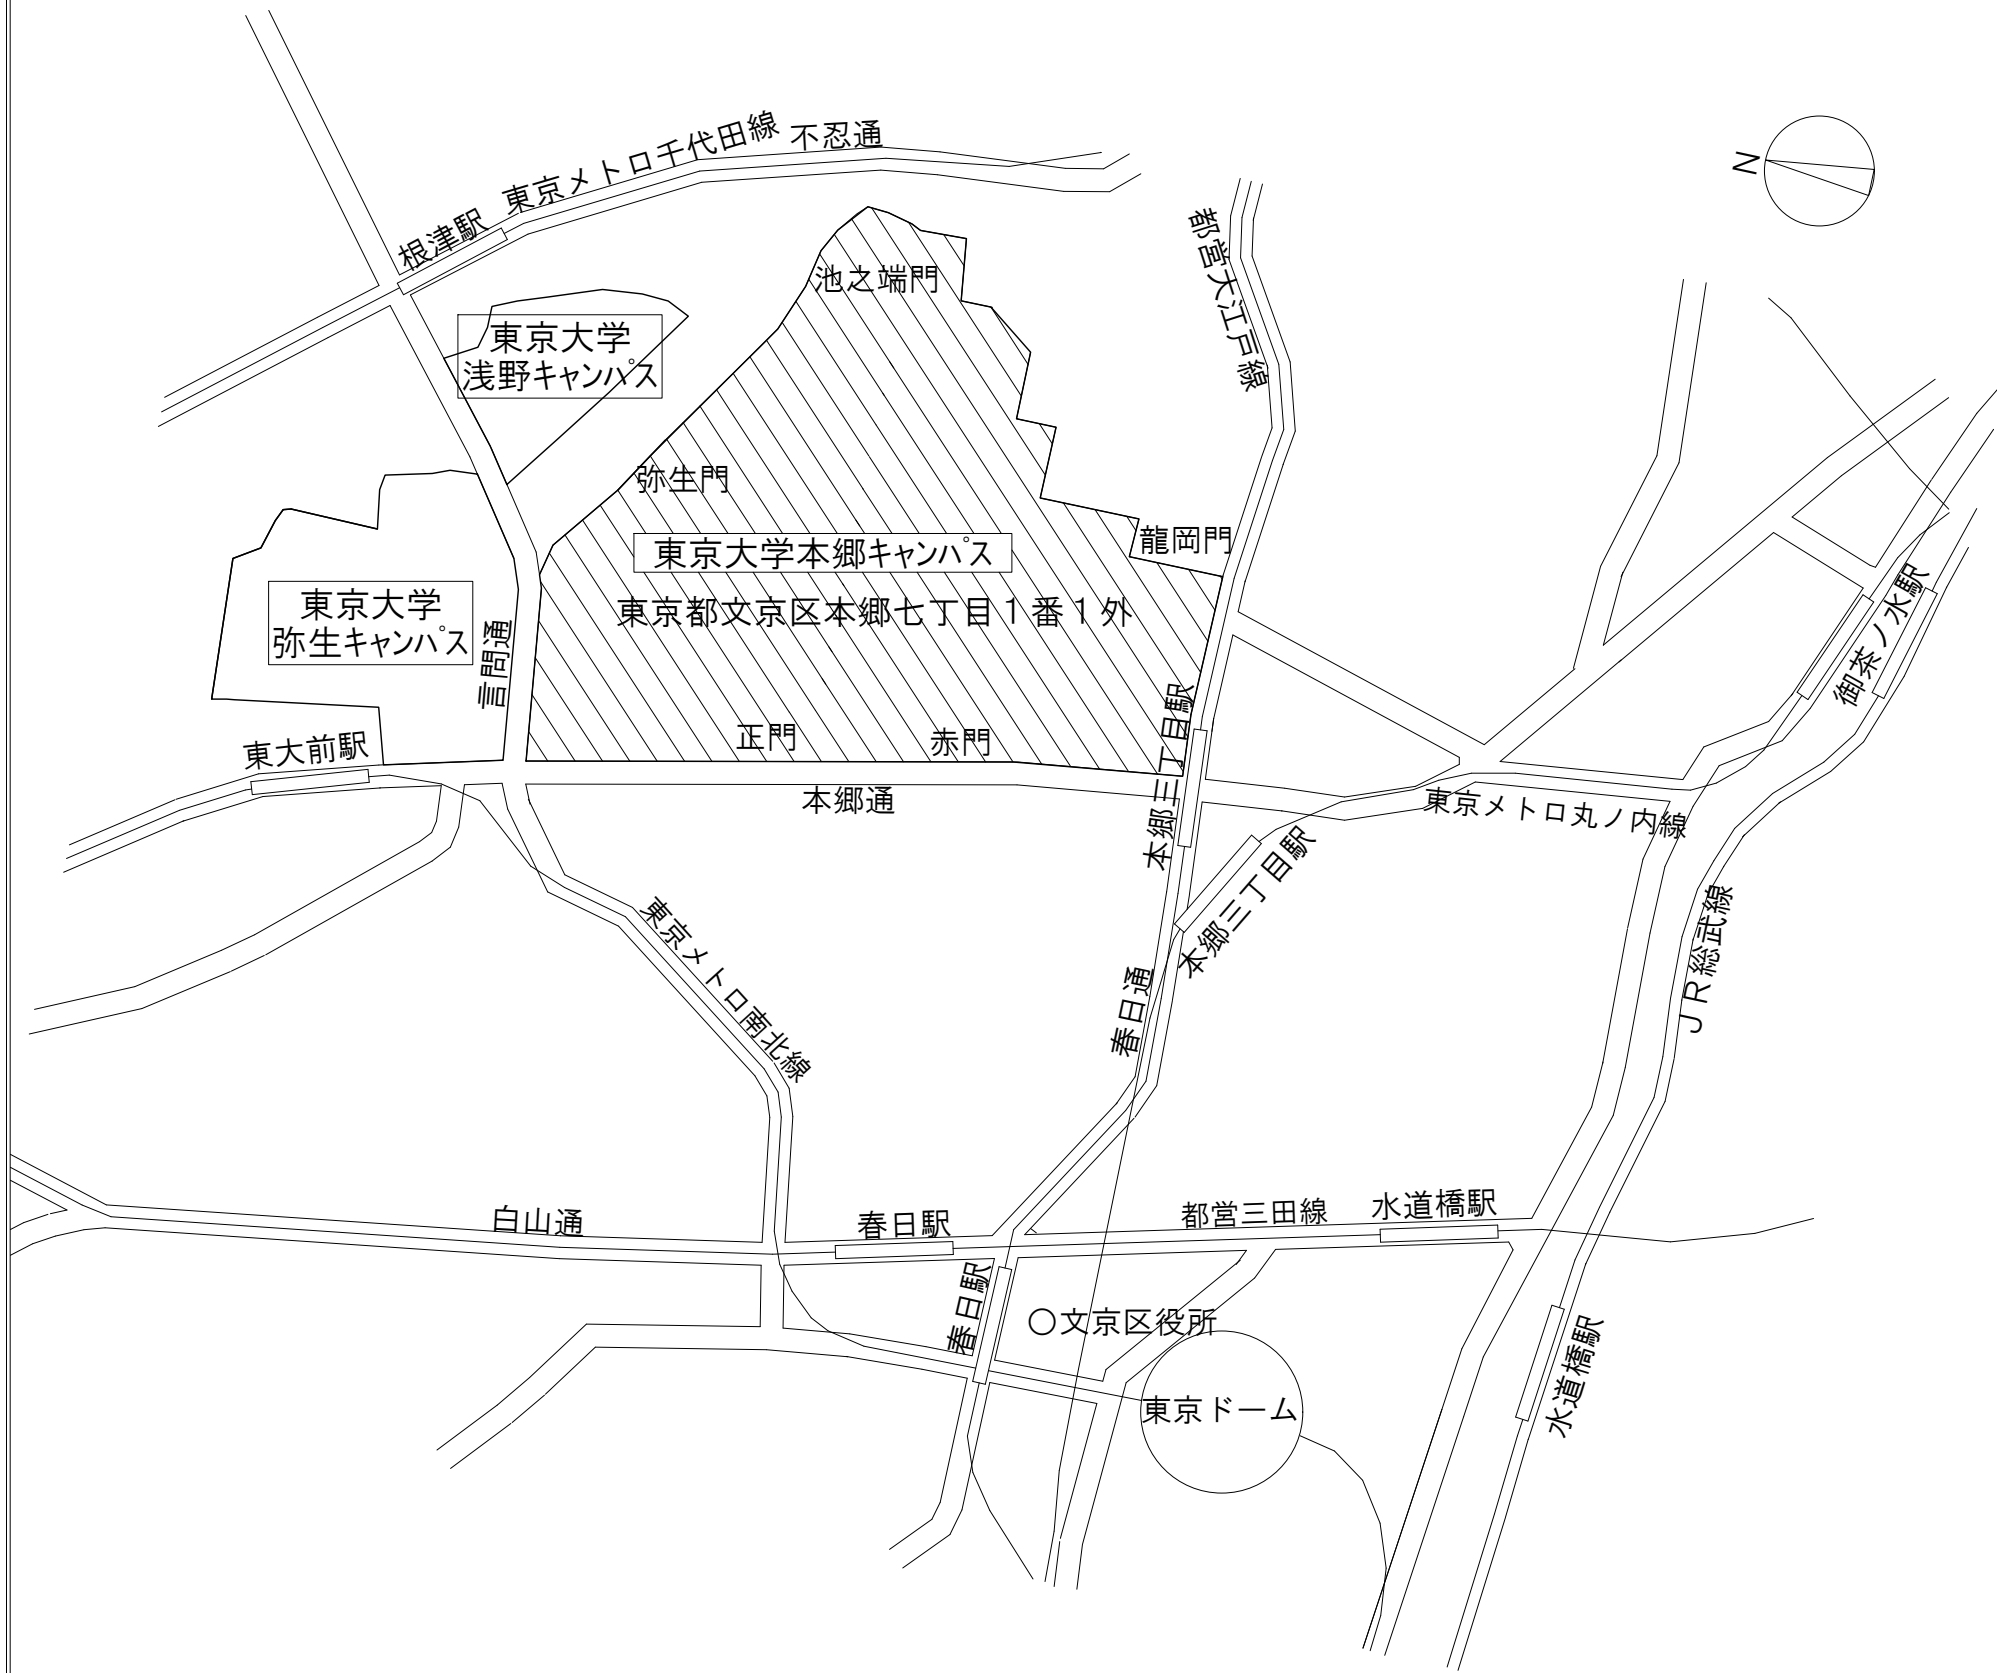 不忍通
東京メトロ千代田線
N
根津駅
都営大江戸線
池之端門
東京大学
浅野キャンパス
弥生門
龍岡門
東京大学本郷キャンパス
東京都文京区本郷七丁目1番1外
東京大学
弥生キャンパス
言問通
御茶ノ水駅
東大前駅
正門
赤門
本郷三丁目駅
本郷通
東京メトロ丸ノ内線
本郷三丁目駅
東京メトロ南北線
JR総武線
春日通
白山通
春日駅
都営三田線
水道橋駅
春日駅
○文京区役所
水道橋駅
東京ドーム